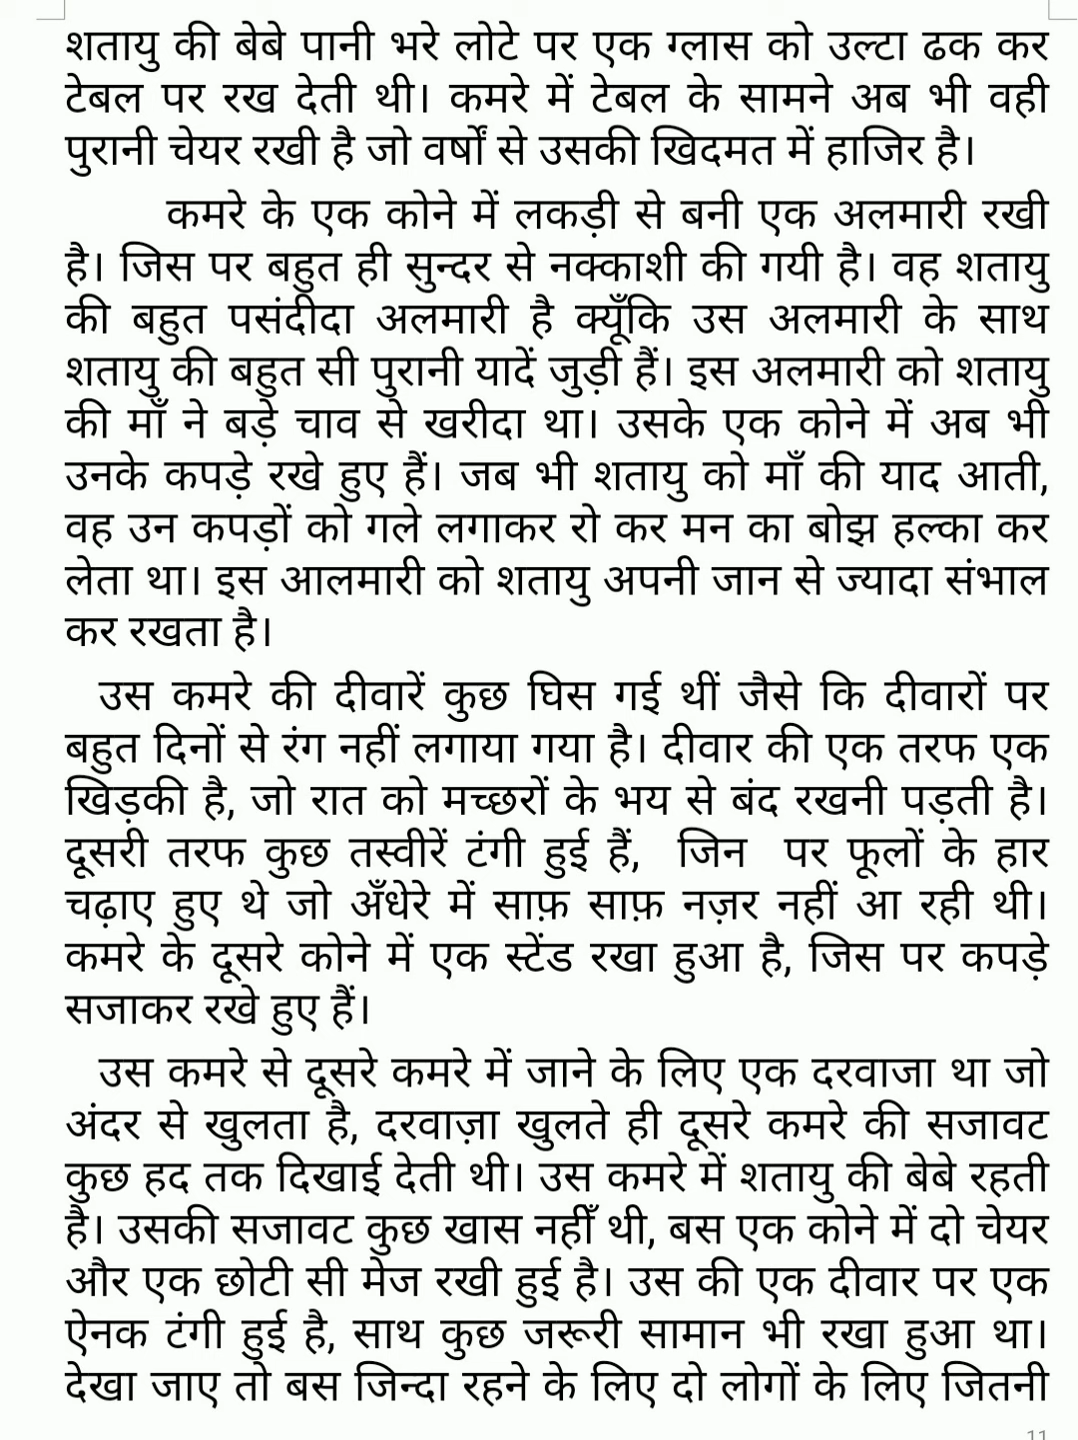 शतायु की बेबे पानी भरे लोटे पर एक ग्लास को उल्टा ढक कर
टेबल पर रख देती थी। कमरे में टेबल के सामने अब भी वही
पुरानी चेयर रखी है जो वर्षों से उसकी खिदमत में हाजिर है।
कमरे के एक कोने में लकड़ी से बनी एक अलमारी रखी
है। जिस पर बहुत ही सुन्दर से नक्काशी की गयी है। वह शतायु
की बहुत पसंदीदा अलमारी है क्यूँकि उस अलमारी के साथ
शतायु की बहुत सी पुरानी यादें जुड़ी हैं। इस अलमारी को शतायु
की माँ ने बड़े चाव से खरीदा था। उसके एक कोने में अब भी
उनके कपड़े रखे हुए हैं। जब भी शतायु को माँ की याद आती,
वह उन कपड़ों को गले लगाकर रो कर मन का बोझ हल्का कर
लेता था। इस आलमारी को शतायु अपनी जान से ज्यादा संभाल
कर रखता है।
उस कमरे की दीवारें कुछ घिस गई थीं जैसे कि दीवारों पर
बहुत दिनों से रंग नहीं लगाया गया है। दीवार की एक तरफ एक
खिड़की है, जो रात को मच्छरों के भय से बंद रखनी पड़ती है।
दूसरी तरफ कुछ तस्वीरें टंगी हुई हैं, जिन पर फूलों के हार
चढ़ाए हुए थे जो अँधेरे में साफ़ साफ़ नज़र नहीं आ रही थी।
कमरे के दूसरे कोने में एक स्टेंड रखा हुआ है, जिस पर कपड़े
सजाकर रखे हुए हैं।
उस कमरे से दूसरे कमरे में जाने के लिए एक दरवाजा था जो
अंदर से खुलता है, दरवाज़ा खुलते ही दूसरे कमरे की सजावट
कुछ हद तक दिखाई देती थी। उस कमरे में शतायु की बेबे रहती
है। उसकी सजावट कुछ खास नहीँ थी, बस एक कोने में दो चेयर
और एक छोटी सी मेज रखी हुई है। उस की एक दीवार पर एक
ऐनक टंगी हुई है, साथ कुछ जरूरी सामान भी रखा हुआ था।
देखा जाए तो बस जिन्दा रहने के लिए दो लोगों के लिए जितनी
11